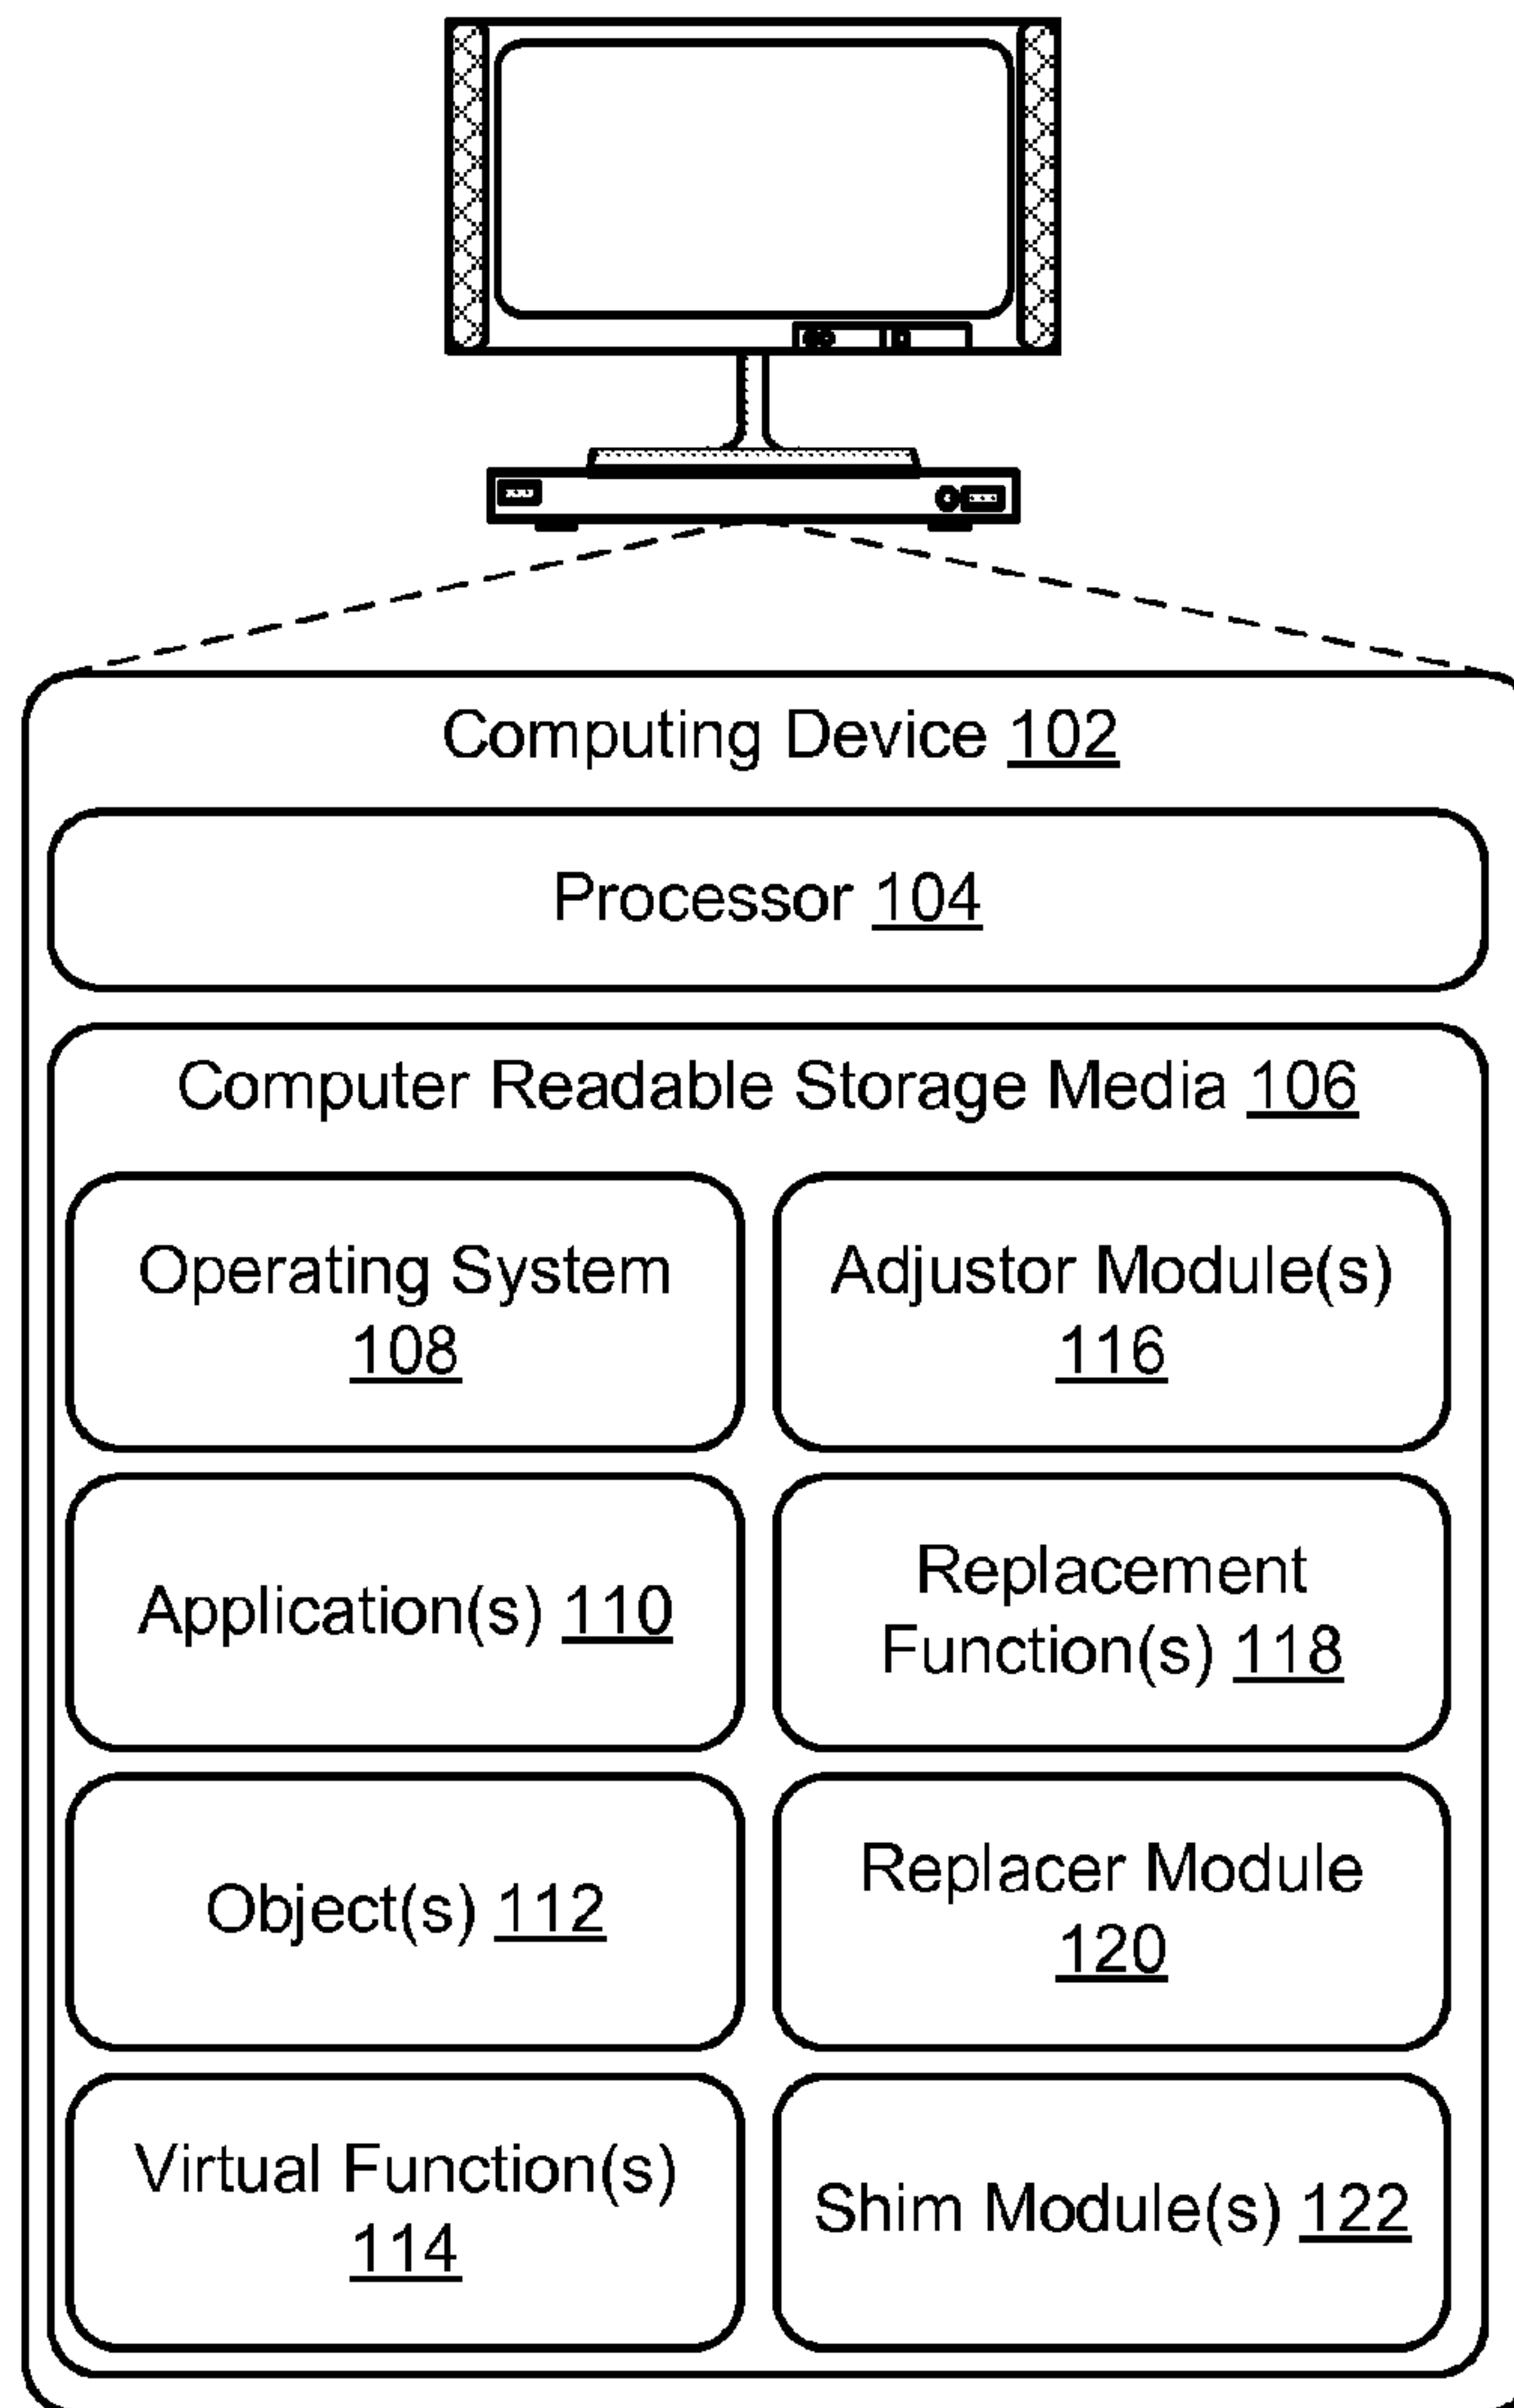 Computing Device 102
Processor 104
Computer Readable Storage Media 106
Operating System
108
Adjustor Module(s)
116
Application(s) 110
Replacement
Function(s) 118
Object(s) 112
Replacer Module
120
Virtual Function(s)
114
Shim Module(s) 122